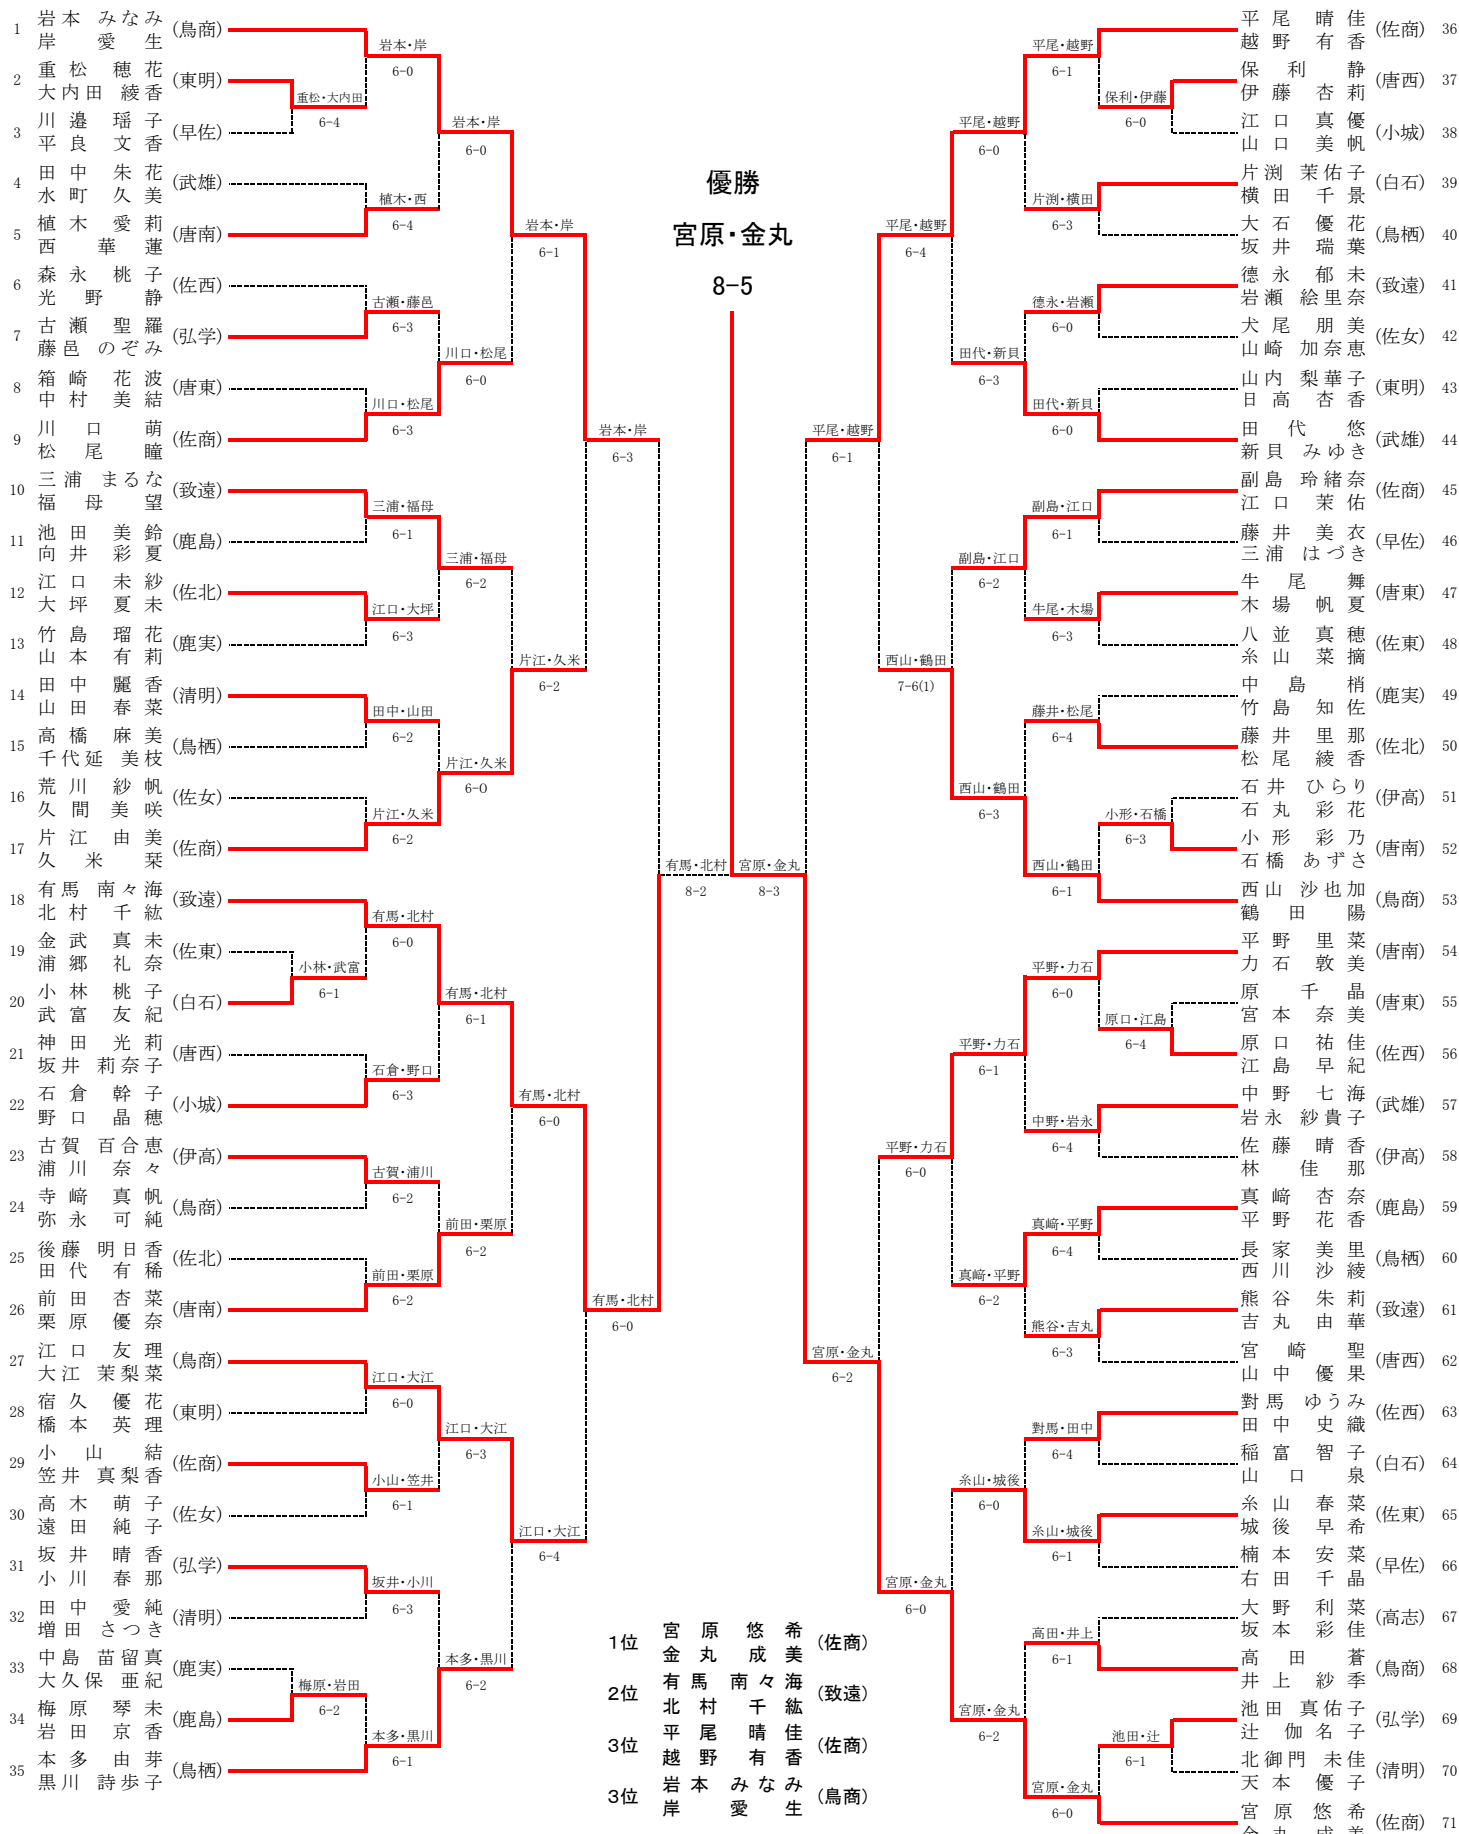 1 岩本 みなみ (鳥商)
岸 愛生
2 重松 穂花 (東明)
大内田 綾香
3 川邉 瑶子 (早佐)
平良 文香
4 田中 朱花 (武雄)
水町 久美
5 植木 愛莉 (唐南)
西 華蓮
6 森永 桃子 (佐西)
光野 静
7 古瀬 聖羅 (弘学)
藤邑 のぞみ
8 箱崎 花波 (唐東)
中村 美結
9 川口 萌 (佐商)
松尾 瞳
10 三浦 まるな (致遠)
福母 望
11 池田 美鈴 (鹿島)
向井 彩夏
12 江口 未紗 (佐北)
大坪 夏未
13 竹島 瑠花 (鹿実)
山本 有莉
14 田中 麗香 (清明)
山田 春菜
15 高橋 麻美 (鳥栖)
千代延 美枝
16 荒川 紗帆 (佐女)
久間 美咲
17 片江 由美 (佐商)
久米 栞
18 有馬 南々海 (致遠)
北村 千紘
19 金武 真未 (佐東)
浦郷 礼奈
20 小林 桃子 (白石)
武富 友紀
21 神田 光莉 (唐西)
坂井 莉奈子
22 石倉 幹子 (小城)
野口 晶穂
23 古賀 百合恵 (伊高)
浦川 奈々
24 寺﨑 真帆 (鳥商)
弥永 可純
25 後藤 明日香 (佐北)
田代 有稀
26 前田 杏菜 (唐南)
栗原 優奈
27 江口 友理 (鳥商)
大江 茉梨菜
28 宿久 優花 (東明)
橋本 英理
29 小山 結 (佐商)
笠井 真梨香
30 高木 萌子 (佐女)
遠田 純子
31 坂井 晴香 (弘学)
小川 春那
32 田中 愛純 (清明)
増田 さつき
33 中島 苗留真 (鹿実)
大久保 亜紀
34 梅原 琴未 (鹿島)
岩田 京香
35 本多 由芽 (鳥栖)
黒川 詩歩子
重松・大内田
6-4
小林・武富
6-1
梅原・岩田
6-2
岩本・岸
6-0
植木・西
6-4
古瀬・藤邑
6-3
川口・松尾
6-3
三浦・福母
6-1
江口・大坪
6-3
田中・山田
6-2
片江・久米
6-2
有馬・北村
6-0
石倉・野口
6-3
古賀・浦川
6-2
前田・栗原
6-2
江口・大江
6-0
小山・笠井
6-1
坂井・小川
6-3
本多・黒川
6-1
岩本・岸
6-0
川口・松尾
6-0
三浦・福母
6-2
片江・久米
6-0
有馬・北村
6-1
前田・栗原
6-2
江口・大江
6-3
本多・黒川
6-2
岩本・岸
6-1
片江・久米
6-2
有馬・北村
6-0
江口・大江
6-4
岩本・岸
6-3
有馬・北村
6-0
有馬・北村
8-2
優勝
宮原・金丸
8-5
宮原・金丸
8-3
平尾・越野
6-1
宮原・金丸
6-2
平尾・越野
6-4
西山・鶴田
7-6(1)
平野・力石
6-0
宮原・金丸
6-0
平尾・越野
6-0
田代・新貝
6-3
副島・江口
6-2
西山・鶴田
6-3
平野・力石
6-1
真﨑・平野
6-2
糸山・城後
6-0
宮原・金丸
6-2
平尾・越野
6-1
片渕・横田
6-3
德永・岩瀬
6-0
田代・新貝
6-0
副島・江口
6-1
牛尾・木場
6-3
藤井・松尾
6-4
西山・鶴田
6-1
平野・力石
6-0
中野・岩永
6-4
真﨑・平野
6-4
熊谷・吉丸
6-3
對馬・田中
6-4
糸山・城後
6-1
高田・井上
6-1
宮原・金丸
6-0
保利・伊藤
6-0
小形・石橋
6-3
原口・江島
6-4
池田・辻
6-1
平尾 晴佳 (佐商) 36
越野 有香
保利 静 (唐西) 37
伊藤 杏莉
江口 真優 (小城) 38
山口 美帆
片渕 茉佑子 (白石) 39
横田 千景
大石 優花 (鳥栖) 40
坂井 瑞葉
德永 郁未 (致遠) 41
岩瀬 絵里奈
犬尾 朋美 (佐女) 42
山崎 加奈恵
山内 梨華子 (東明) 43
日高 杏香
田代 悠 (武雄) 44
新貝 みゆき
副島 玲緒奈 (佐商) 45
江口 茉佑
藤井 美衣 (早佐) 46
三浦 はづき
牛尾 舞 (唐東) 47
木場 帆夏
八並 真穂 (佐東) 48
糸山 菜摘
中島 梢 (鹿実) 49
竹島 知佐
藤井 里那 (佐北) 50
松尾 綾香
石井 ひらり (伊高) 51
石丸 彩花
小形 彩乃 (唐南) 52
石橋 あずさ
西山 沙也加 (鳥商) 53
鶴田 陽
平野 里菜 (唐南) 54
力石 敦美
原 千晶 (唐東) 55
宮本 奈美
原口 祐佳 (佐西) 56
江島 早紀
中野 七海 (武雄) 57
岩永 紗貴子
佐藤 晴香 (伊高) 58
林 佳那
真﨑 杏奈 (鹿島) 59
平野 花香
長家 美里 (鳥栖) 60
西川 沙綾
熊谷 朱莉 (致遠) 61
吉丸 由華
宮崎 聖 (唐西) 62
山中 優果
對馬 ゆうみ (佐西) 63
田中 史織
稲富 智子 (白石) 64
山口 泉
糸山 春菜 (佐東) 65
城後 早希
楠本 安菜 (早佐) 66
右田 千晶
大野 利菜 (高志) 67
坂本 彩佳
高田 蒼 (鳥商) 68
井上 紗季
池田 真佑子 (弘学) 69
辻 伽名子
北御門 未佳 (清明) 70
天本 優子
宮原 悠希 (佐商) 71
金丸 成美
1位 宮原 悠希 (佐商)
金丸 成美
2位 有馬 南々海 (致遠)
北村 千紘
3位 平尾 晴佳 (佐商)
越野 有香
3位 岩本 みなみ (鳥商)
岸 愛生